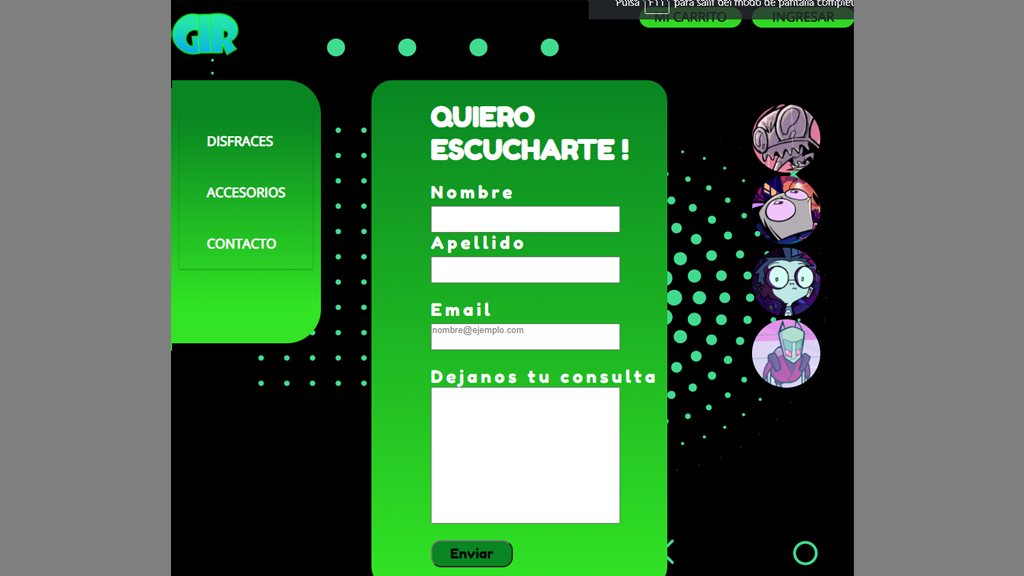 Pulsa F11 para salir del modo de pantalla
GIR
MI CARRITO
INGRESAR
DISFRACES
ACCESORIOS
CONTACTO
QUIERO
ESCUCHARTE !
Nombre
Apellido
Email
nombre@ejemplo.com
Dejanos tu consulta
Enviar